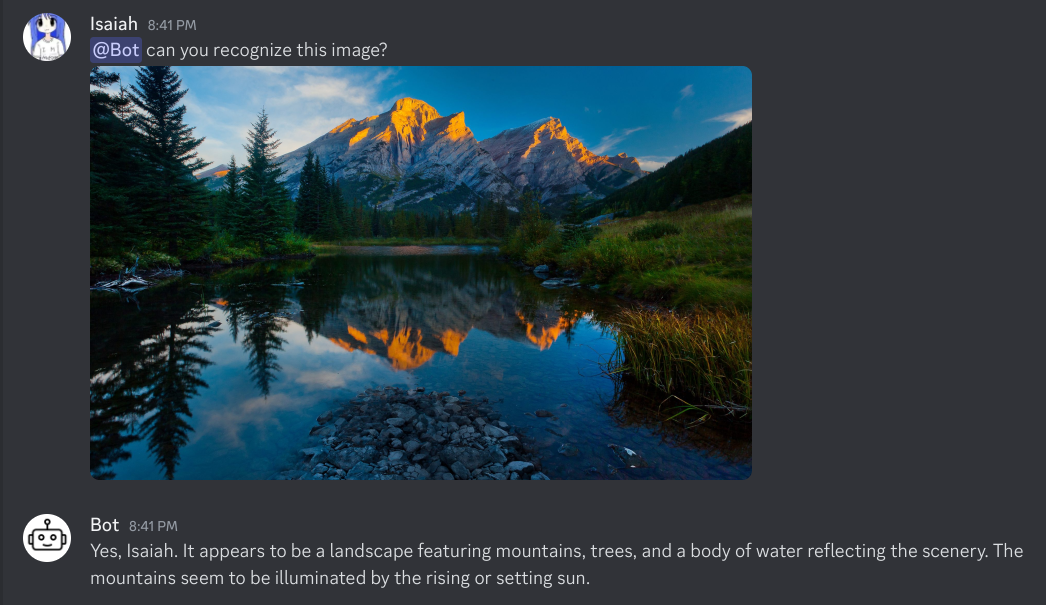 Isaiah 8:41 PM
@Bot can you recognize this image?
Bot 8:41 PM
Yes, Isaiah. It appears to be a landscape featuring mountains, trees, and a body of water reflecting the scenery. The
mountains seem to be illuminated by the rising or setting sun.